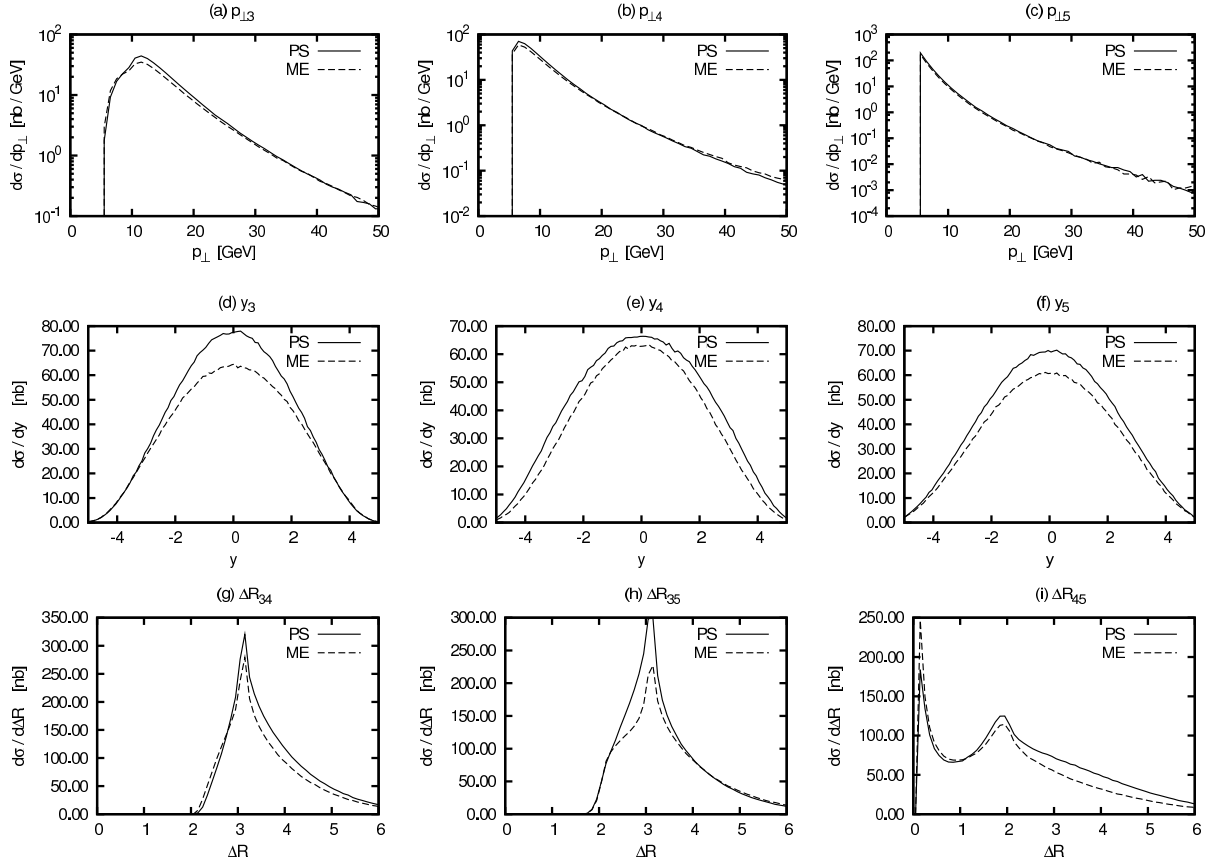 (a) p⊥3
dσ / dp⊥ [nb / GeV]
10² 10¹ 10⁰ 10⁻¹
PS
ME
0 10 20 30 40 50
p⊥ [GeV]
(b) p⊥4
dσ / dp⊥ [nb / GeV]
10² 10¹ 10⁰ 10⁻¹ 10⁻²
PS
ME
0 10 20 30 40 50
p⊥ [GeV]
(c) p⊥5
dσ / dp⊥ [nb / GeV]
10³ 10² 10¹ 10⁰ 10⁻¹ 10⁻² 10⁻³ 10⁻⁴
PS
ME
0 10 20 30 40 50
p⊥ [GeV]
(d) y₃
dσ / dy [nb]
80.00 70.00 60.00 50.00 40.00 30.00 20.00 10.00 0.00
PS
ME
-4 -2 0 2 4
y
(e) y₄
dσ / dy [nb]
70.00 60.00 50.00 40.00 30.00 20.00 10.00 0.00
PS
ME
-4 -2 0 2 4
y
(f) y₅
dσ / dy [nb]
80.00 70.00 60.00 50.00 40.00 30.00 20.00 10.00 0.00
PS
ME
-4 -2 0 2 4
y
(g) ΔR₃₄
dσ / dΔR [nb]
350.00 300.00 250.00 200.00 150.00 100.00 50.00 0.00
PS
ME
0 1 2 3 4 5 6
ΔR
(h) ΔR₃₅
dσ / dΔR [nb]
300.00 250.00 200.00 150.00 100.00 50.00 0.00
PS
ME
0 1 2 3 4 5 6
ΔR
(i) ΔR₄₅
dσ / dΔR [nb]
250.00 200.00 150.00 100.00 50.00 0.00
PS
ME
0 1 2 3 4 5 6
ΔR